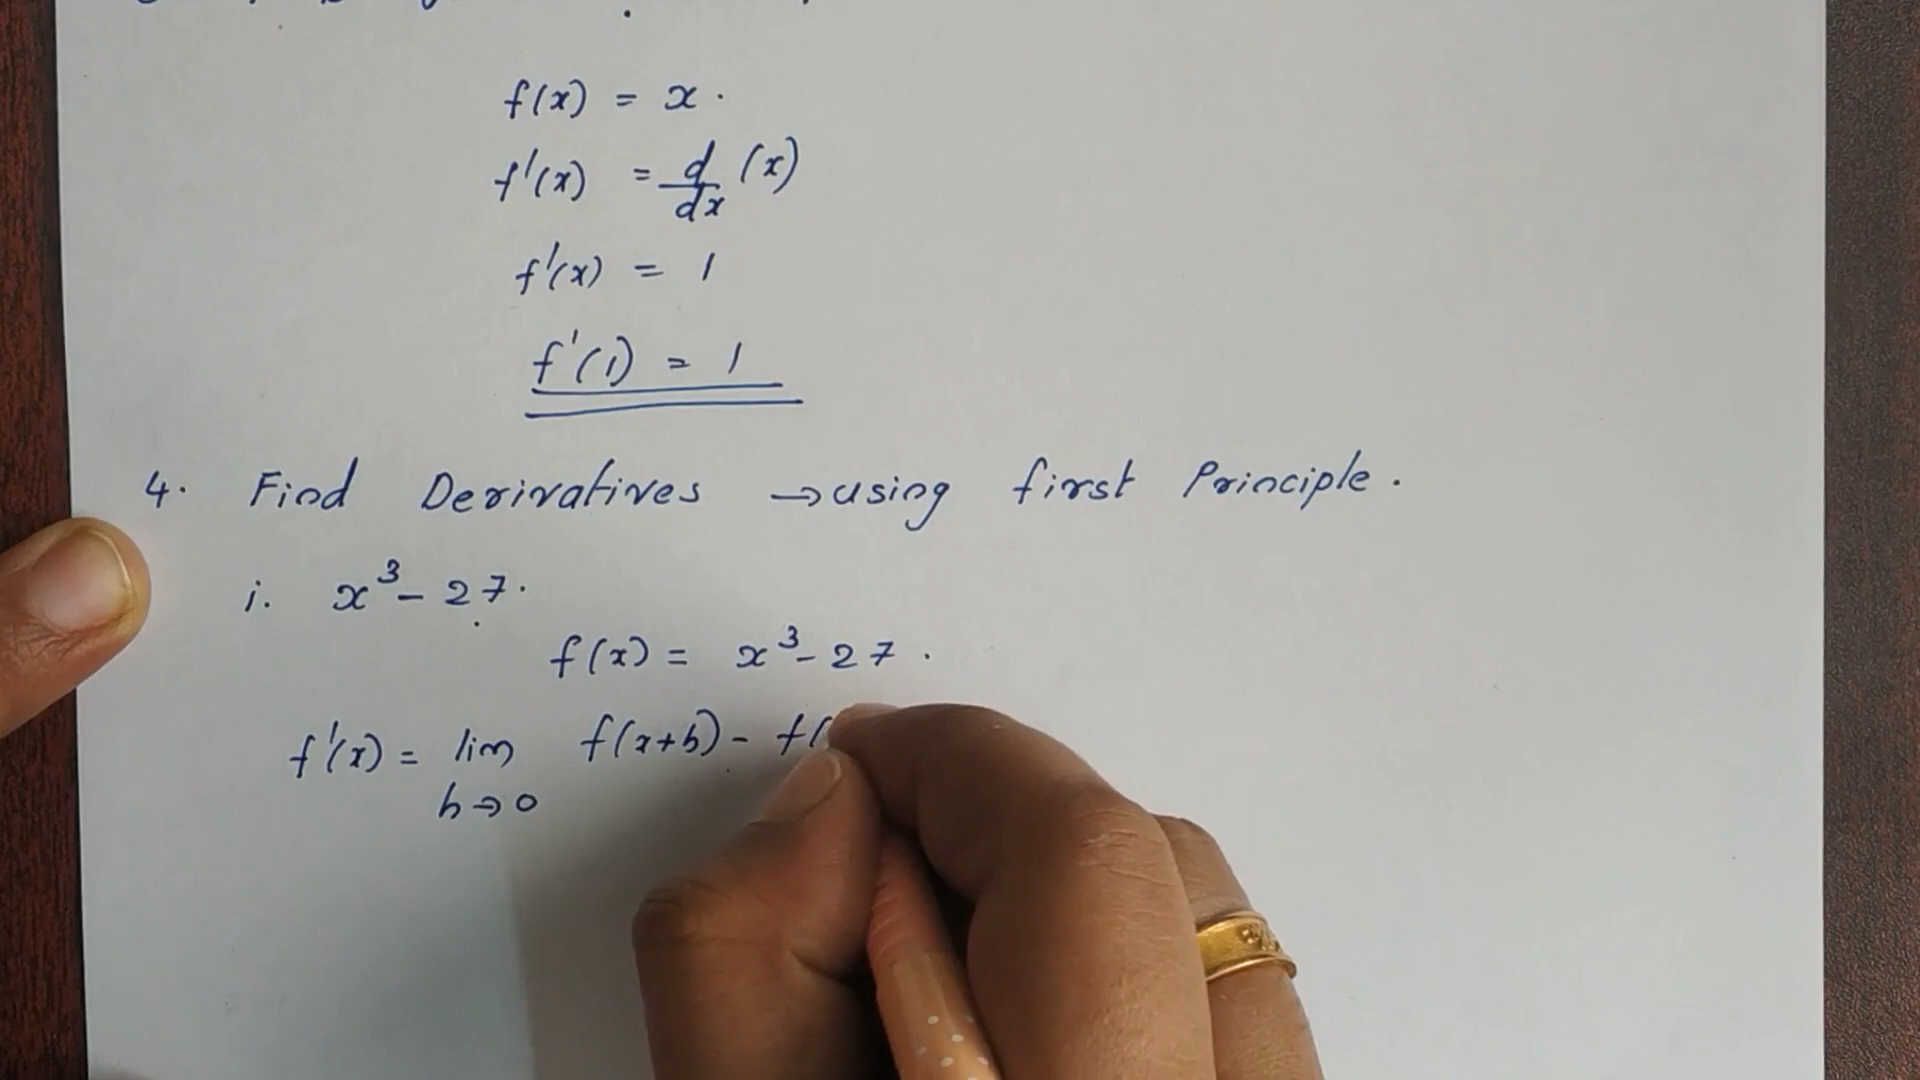 f(x) = x.
f'(x) = d/dx (x)
f'(x) = 1
f'(1) = 1
4. Find Derivatives → using first Principle.
i. x³ - 27.
f(x) = x³ - 27.
f'(x) = lim f(x+h) - f(
h→0